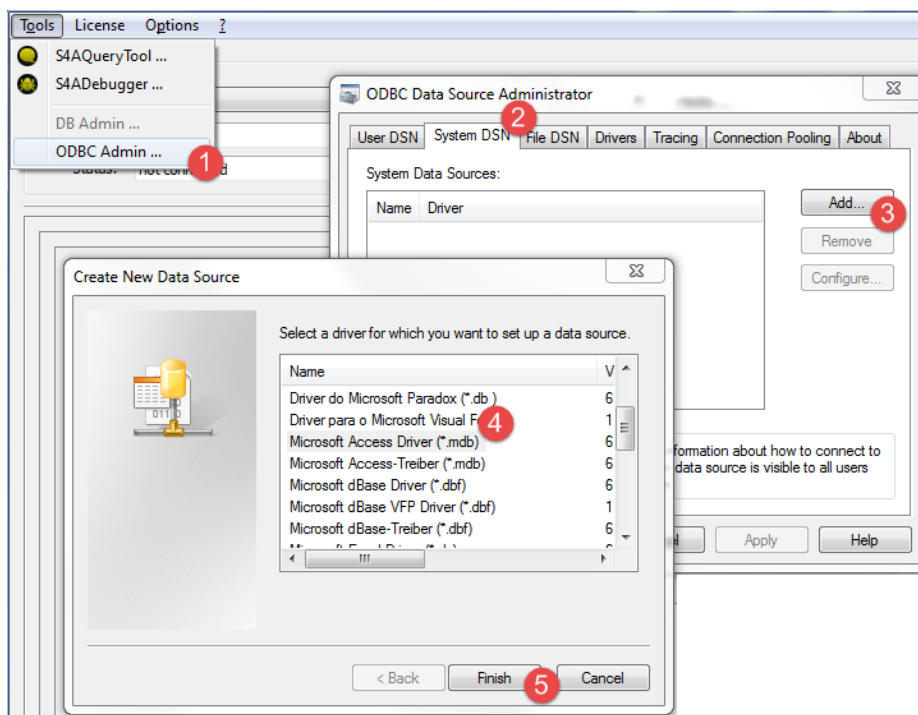 Tools License Options ?
S4AQueryTool ...
S4ADebugger ...
DB Admin ...
ODBC Admin ...
1
Status: not connected
ODBC Data Source Administrator
2
User DSN System DSN File DSN Drivers Tracing Connection Pooling About
System Data Sources:
Name Driver
Add...
3
Remove
Configure...
Create New Data Source
Select a driver for which you want to set up a data source.
Name V
Driver do Microsoft Paradox (*.db ) 6
Driver para o Microsoft Visual 1
4
Microsoft Access Driver (*.mdb) 6
Microsoft Access-Treiber (*.mdb) 6
Microsoft dBase Driver (*.dbf) 6
Microsoft dBase VFP Driver (*.dbf) 1
Microsoft dBase-Treiber (*.dbf) 6
formation about how to connect to
data source is visible to all users
Apply Help
< Back Finish Cancel
5